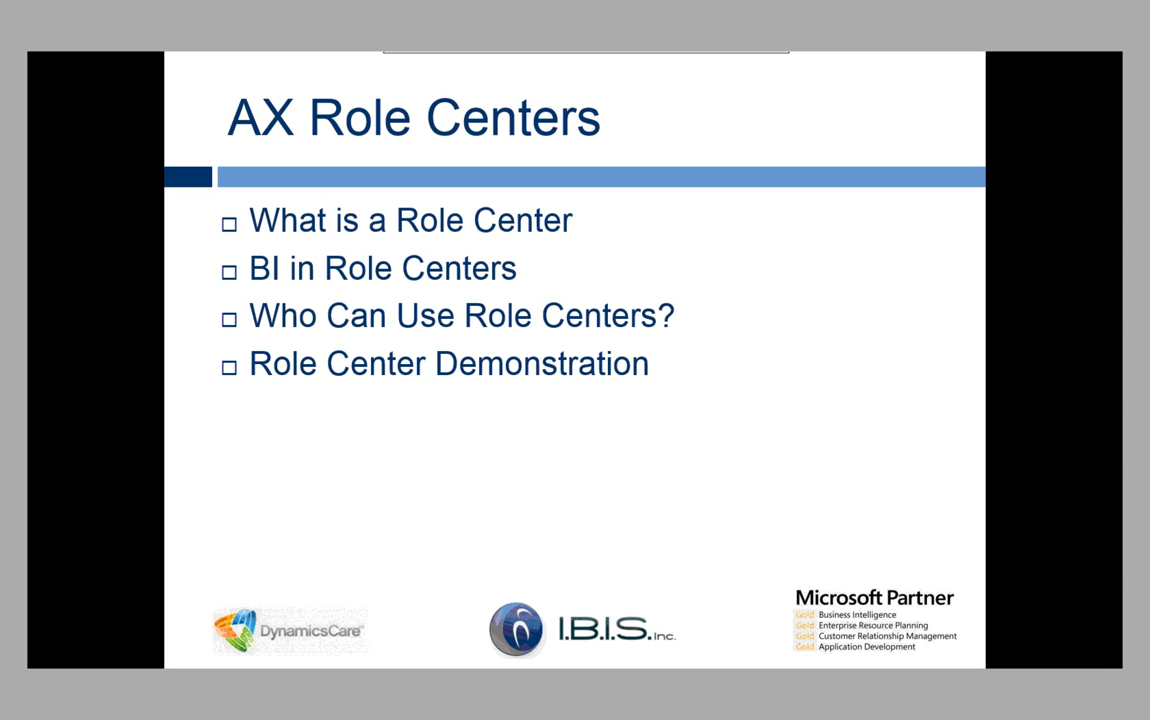 AX Role Centers
What is a Role Center
BI in Role Centers
Who Can Use Role Centers?
Role Center Demonstration
DynamicsCare™
I.B.I.S. Inc.
Microsoft Partner
Gold Business Intelligence
Gold Enterprise Resource Planning
Gold Customer Relationship Management
Gold Application Development